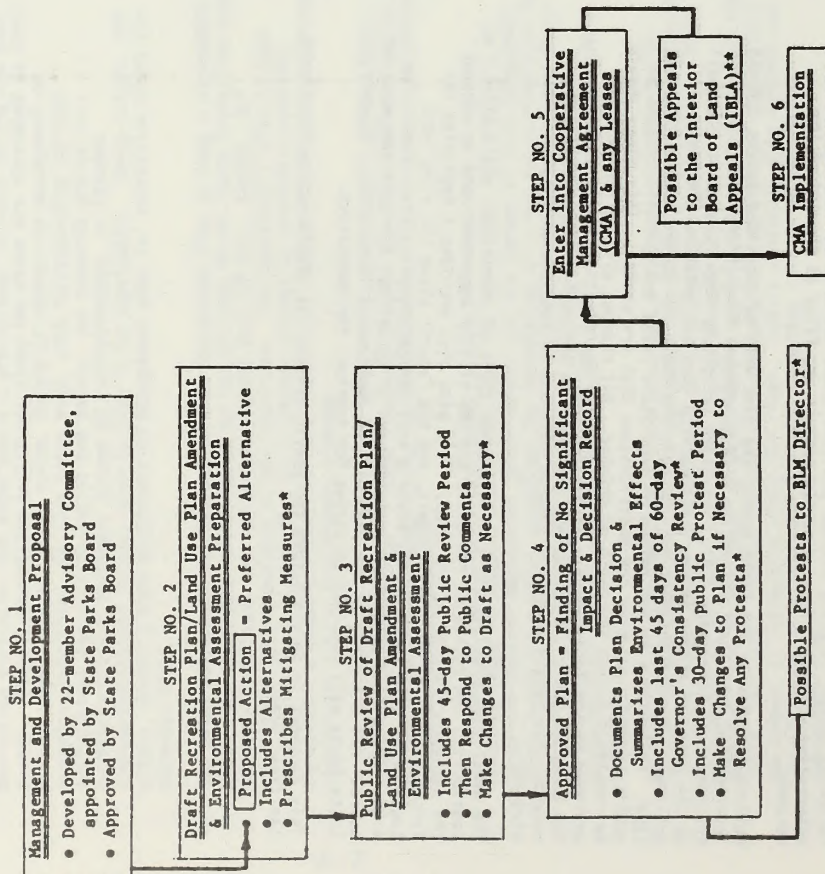 STEP NO. 1
Management and Development Proposal
• Developed by 22-member Advisory Committee,
appointed by State Parks Board
• Approved by State Parks Board
STEP NO. 2
Draft Recreation Plan/Land Use Plan Amendment
& Environmental Assessment Preparation
• Proposed Action = Preferred Alternative
• Includes Alternatives
• Prescribes Mitigating Measures*
STEP NO. 3
Public Review of Draft Recreation Plan/
Land Use Plan Amendment &
Environmental Assessment
• Includes 45-day Public Review Period
• Then Respond to Public Comments
• Make Changes to Draft as Necessary*
STEP NO. 4
Approved Plan = Finding of No Significant
Impact & Decision Record
• Documents Plan Decision &
Summarizes Environmental Effects
• Includes last 45 days of 60-day
Governor's Consistency Review*
• Includes 30-day public Protest Period
• Make Changes to Plan if Necessary to
Resolve Any Protests*
Possible Protests to BLM Director*
STEP NO. 5
Enter into Cooperative
Management Agreement
(CMA) & any Leases
Possible Appeals
to the Interior
Board of Land
Appeals (IBLA)**
STEP NO. 6
CMA Implementation